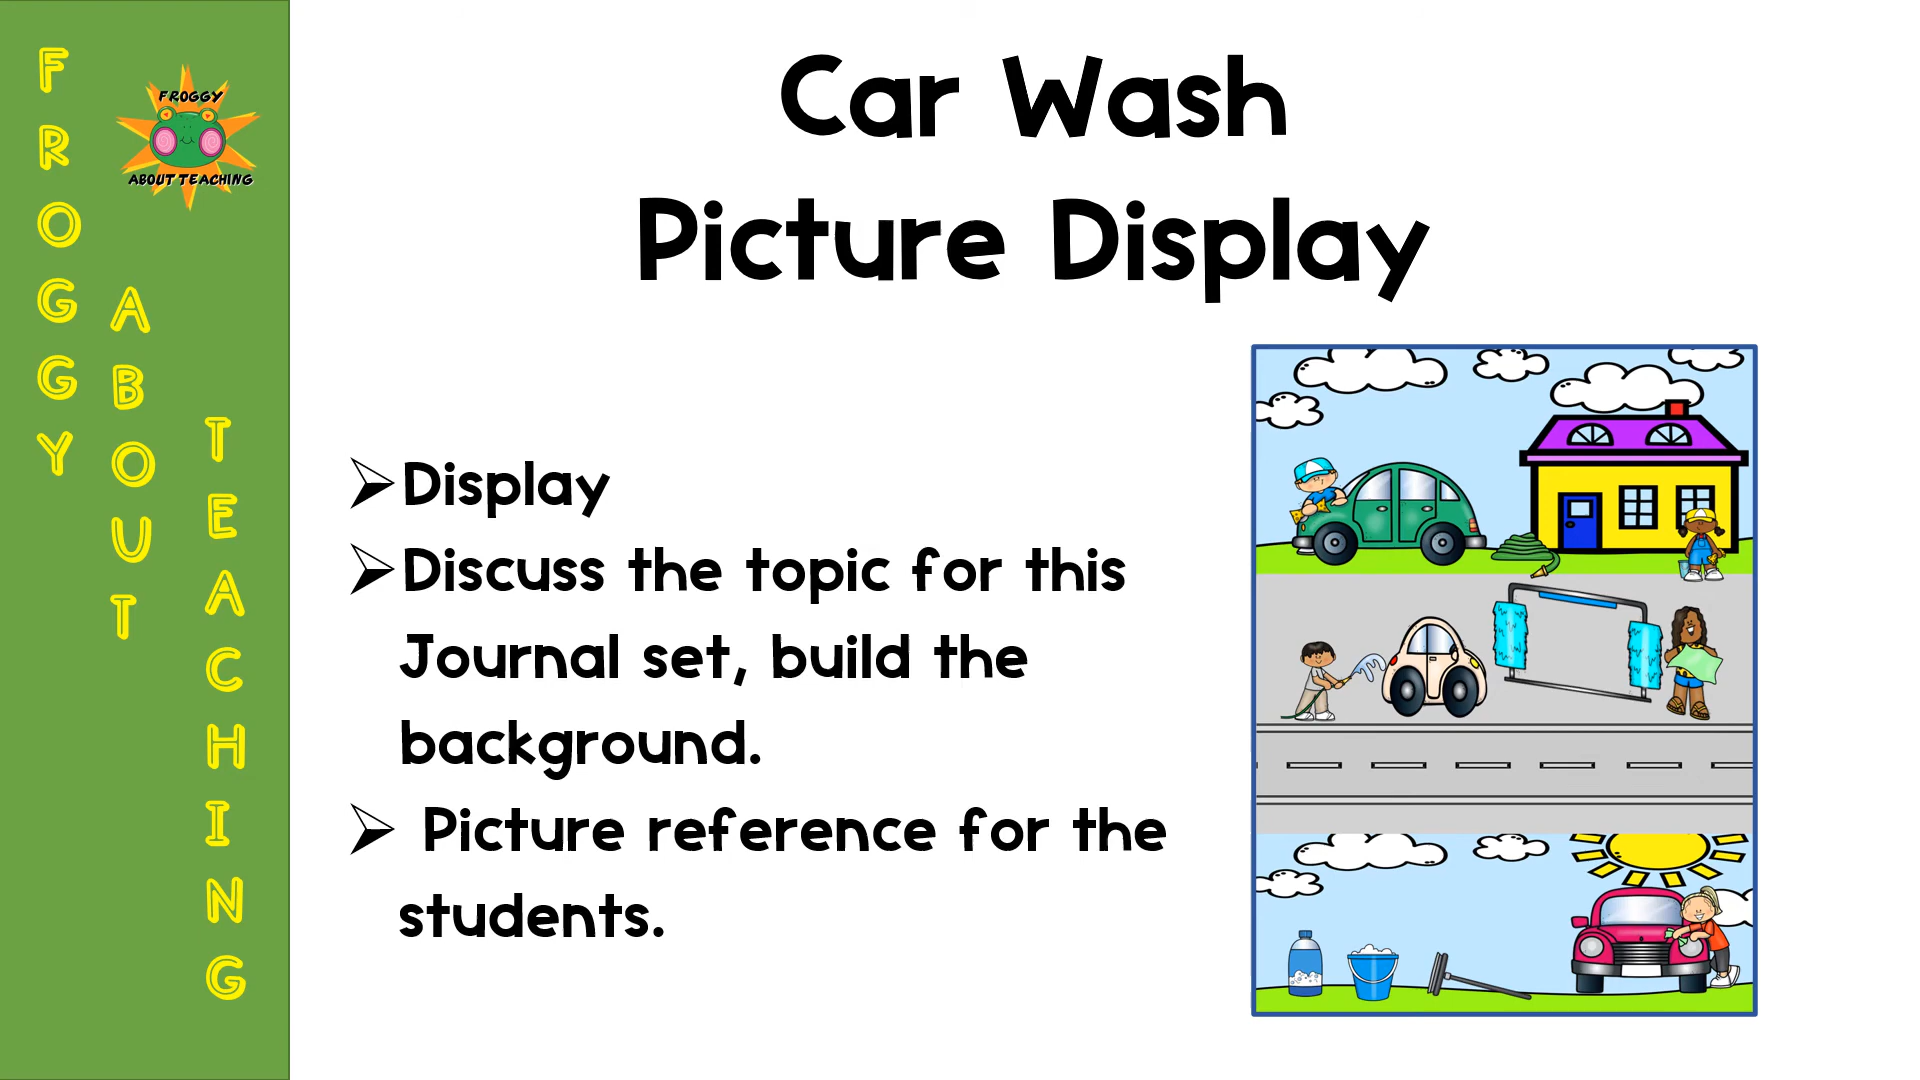 FROGGY
ABOUT
TEACHING
FROGGY
ABOUT TEACHING
Car Wash
Picture Display
➢Display
➢Discuss the topic for this
Journal set, build the
background.
➢ Picture reference for the
students.